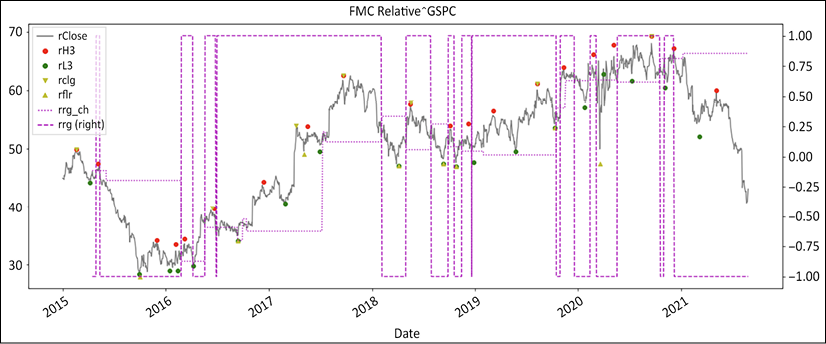 FMC Relative^GSPC
70
60
50
40
30
rClose
rH3
rL3
rclg
rflr
rrg_ch
rrg (right)
1.00
0.75
0.50
0.25
0.00
−0.25
−0.50
−0.75
−1.00
2015 2016 2017 2018 2019 2020 2021
Date